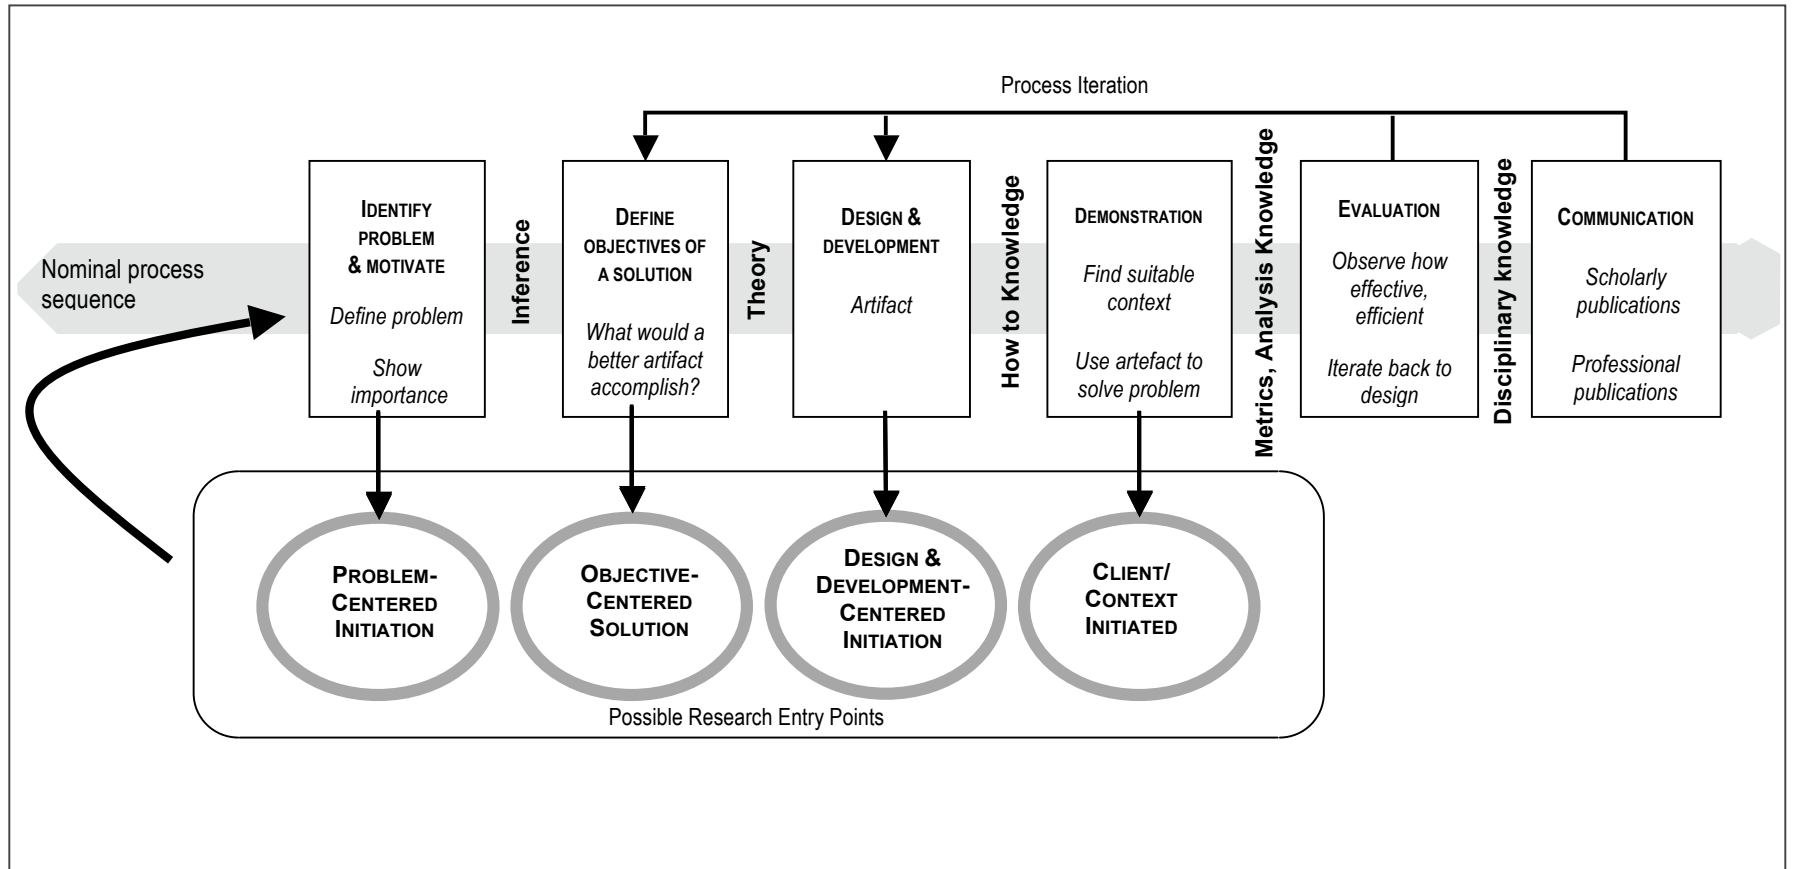 Process Iteration
Nominal process
sequence
IDENTIFY
PROBLEM
& MOTIVATE
Define problem
Show
importance
Inference
DEFINE
OBJECTIVES OF
A SOLUTION
What would a
better artifact
accomplish?
Theory
DESIGN &
DEVELOPMENT
Artifact
How to Knowledge
DEMONSTRATION
Find suitable
context
Use artefact to
solve problem
Metrics, Analysis Knowledge
EVALUATION
Observe how
effective,
efficient
Iterate back to
design
Disciplinary knowledge
COMMUNICATION
Scholarly
publications
Professional
publications
PROBLEM-
CENTERED
INITIATION
OBJECTIVE-
CENTERED
SOLUTION
DESIGN &
DEVELOPMENT-
CENTERED
INITIATION
CLIENT/
CONTEXT
INITIATED
Possible Research Entry Points